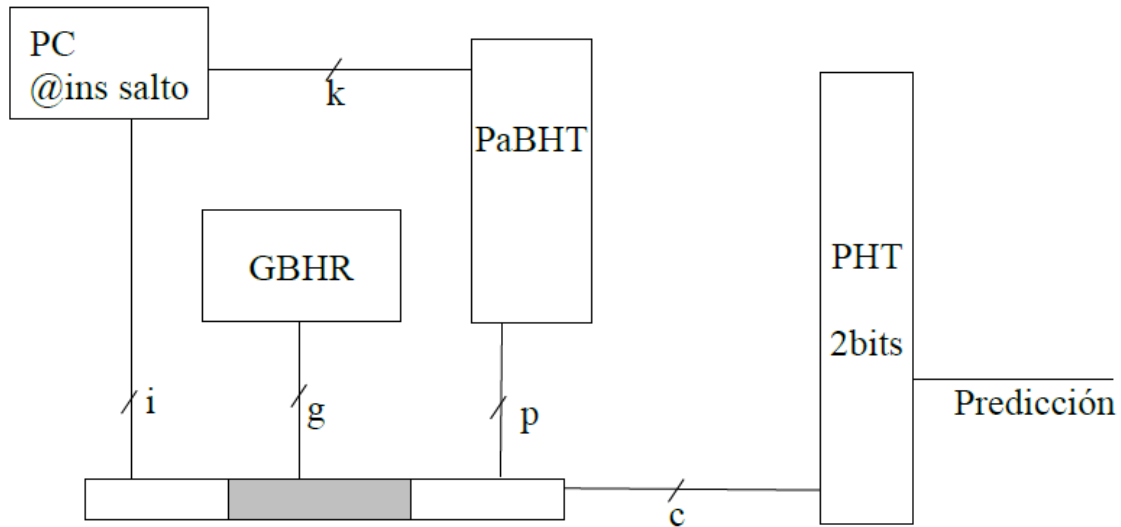 PC
@ins salto
k
PaBHT
GBHR
PHT
2bits
i
g
p
Predicción
c